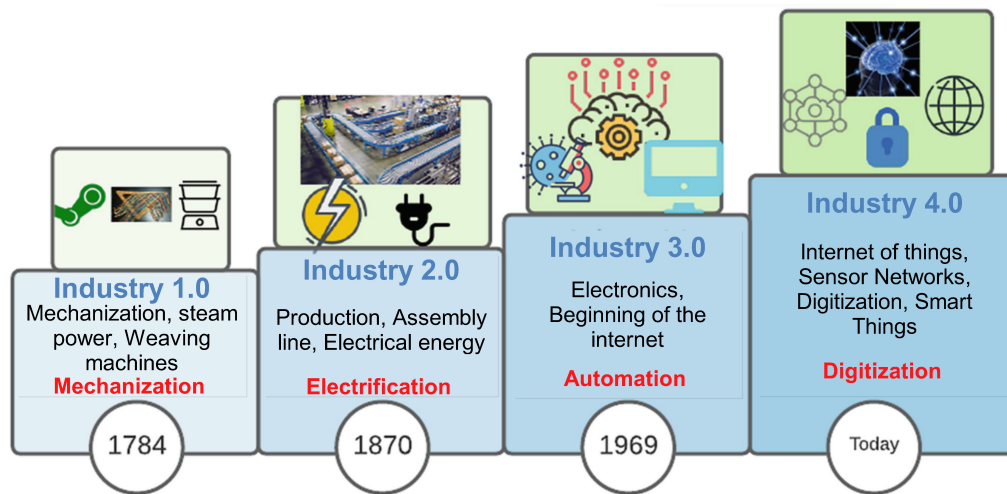 Industry 1.0
Mechanization, steam
power, Weaving
machines
Mechanization
1784
Industry 2.0
Production, Assembly
line, Electrical energy
Electrification
1870
Industry 3.0
Electronics,
Beginning of the
internet
Automation
1969
Industry 4.0
Internet of things,
Sensor Networks,
Digitization, Smart
Things
Digitization
Today